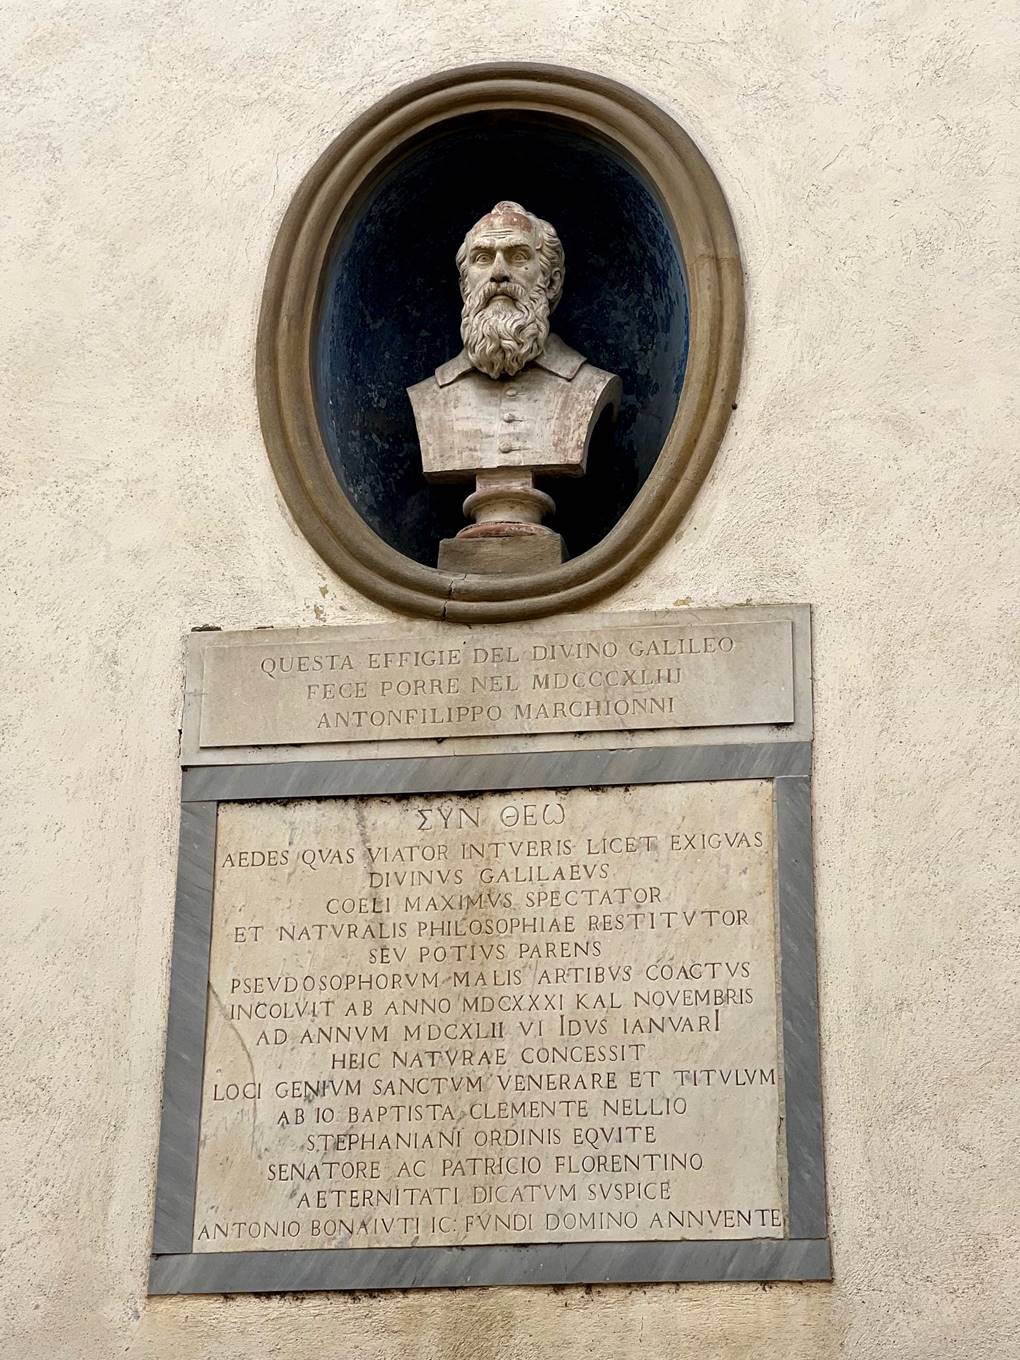 QUESTA EFFIGIE DEL DIVINO GALILEO
FECE PORRE NEL MDCCCXLIIJ
ANTONFILIPPO MARCHIONNI
ΣΥΝ ΘΕΩ
AEDES QVAS VIATOR INTVERIS LICET EXIGVAS
DIVINVS GALILAEVS
COELI MAXIMVS SPECTATOR
ET NATVRALIS PHILOSOPHIAE RESTITVTOR
SEV POTIVS PARENS
PSEVDOSOPHORVM MALIS ARTIBVS COACTVS
INCOLVIT AB ANNO MDCXXXI KAL NOVEMBRIS
AD ANNVM MDCXLII VI IDVS IANVARI
HEIC NATVRAE CONCESSIT
LOCI GENIVM SANCTVM VENERARE ET TITVLVM
AB IO BAPTISTA CLEMENTE NELLIO
STEPHANIANI ORDINIS EQVITE
SENATORE AC PATRICIO FLORENTINO
AETERNITATI DICATVM SVSPICE
ANTONIO BONAIVTI IC: FVNDI DOMINO ANNVENTE